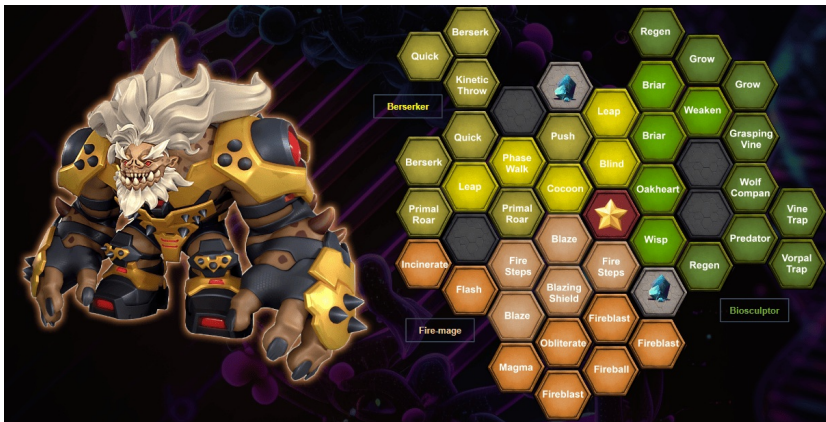 Berserk
Regen
Quick
Grow
Kinetic
Throw
Briar
Grow
Berserker
Leap
Weaken
Quick
Push
Briar
Grasping
Vine
Berserk
Phase
Walk
Blind
Leap
Cocoon
Oakheart
Wolf
Compan
Primal
Roar
Primal
Roar
Vine
Trap
Blaze
Wisp
Predator
Incinerate
Fire
Steps
Fire
Steps
Regen
Vorpal
Trap
Flash
Blazing
Shield
Fire-mage
Blaze
Fireblast
Biosculptor
Obliterate
Fireblast
Magma
Fireball
Fireblast